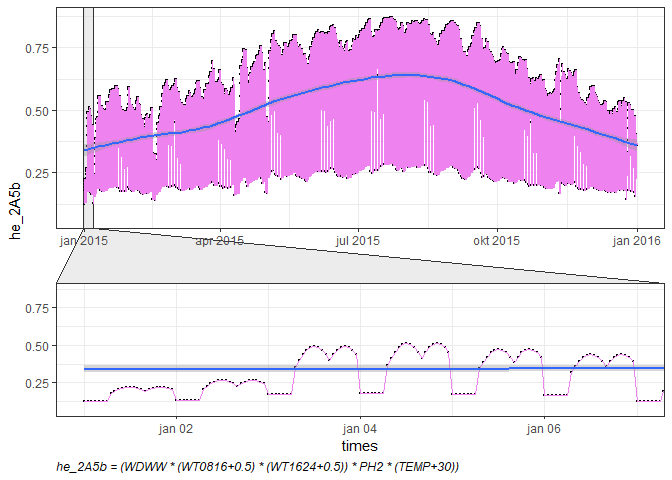 0.75
0.50
0.25
he_2A5b
jan 2015
apr 2015
jul 2015
okt 2015
jan 2016
0.75
0.50
0.25
jan 02
jan 04
jan 06
times
he_2A5b = (WDWW * (WT0816+0.5) * (WT1624+0.5)) * PH2 * (TEMP+30))